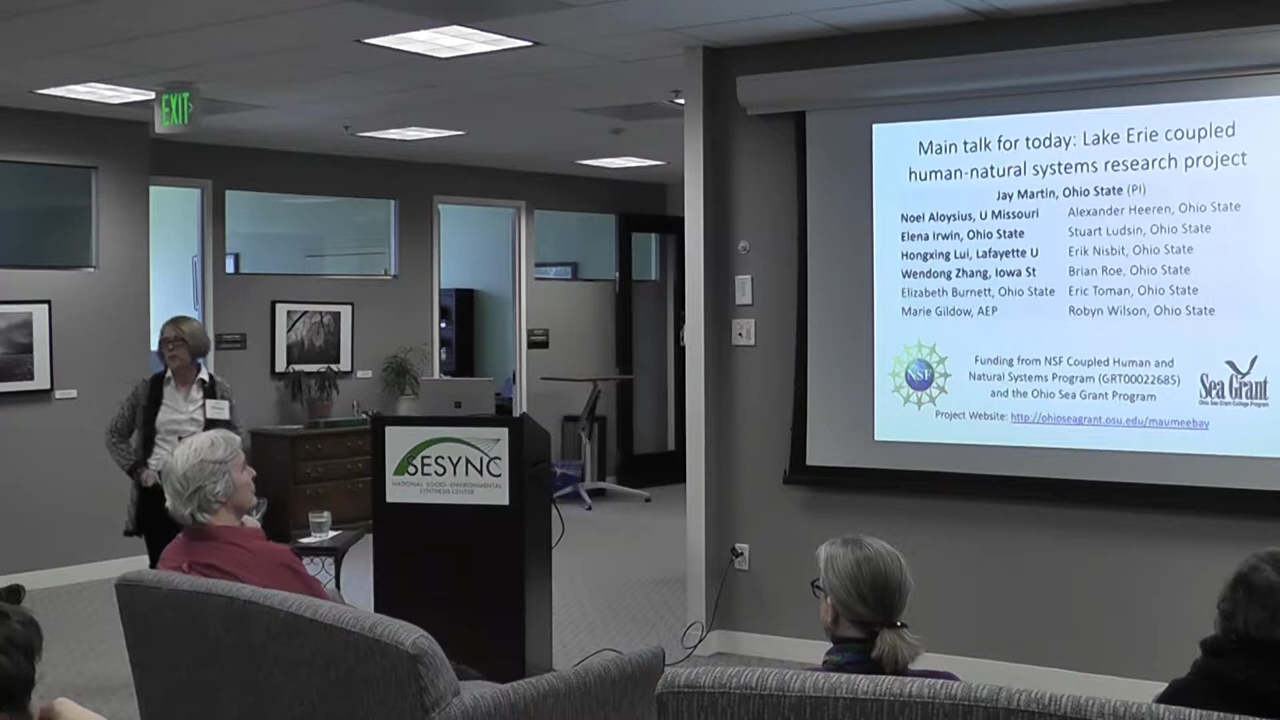 EXIT
Main talk for today: Lake Erie coupled
human-natural systems research project
Jay Martin, Ohio State (PI)
Noel Aloysius, U Missouri
Elena Irwin, Ohio State
Hongxing Lui, Lafayette U
Wendong Zhang, Iowa St
Elizabeth Burnett, Ohio State
Marie Gildow, AEP
Alexander Heeren, Ohio State
Stuart Ludsin, Ohio State
Erik Nisbit, Ohio State
Brian Roe, Ohio State
Eric Toman, Ohio State
Robyn Wilson, Ohio State
NSF
Funding from NSF Coupled Human and
Natural Systems Program (GRT00022685)
and the Ohio Sea Grant Program
Sea Grant
Ohio Sea Grant College Program
Project Website: http://ohioseagrant.osu.edu/maumeebay
SESYNC
NATIONAL SOCIO-ENVIRONMENTAL
SYNTHESIS CENTER